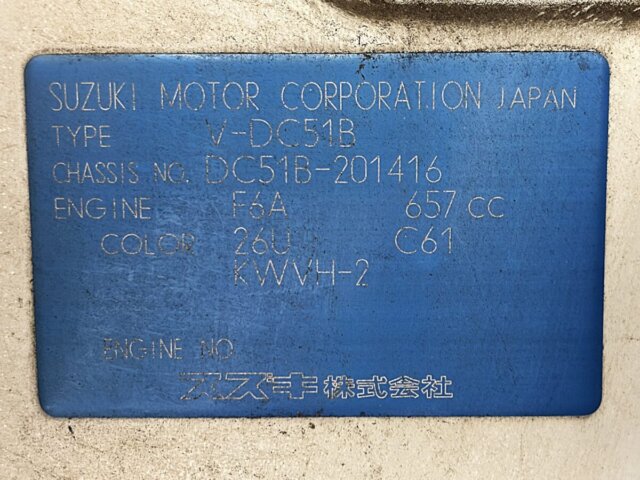 SUZUKI MOTOR CORPORATION JAPAN
TYPE V-DC51B
CHASSIS NO. DC51B-201416
ENGINE F6A 657 CC
COLOR 26U C61
KWVH-2
ENGINE NO.
スズキ株式会社